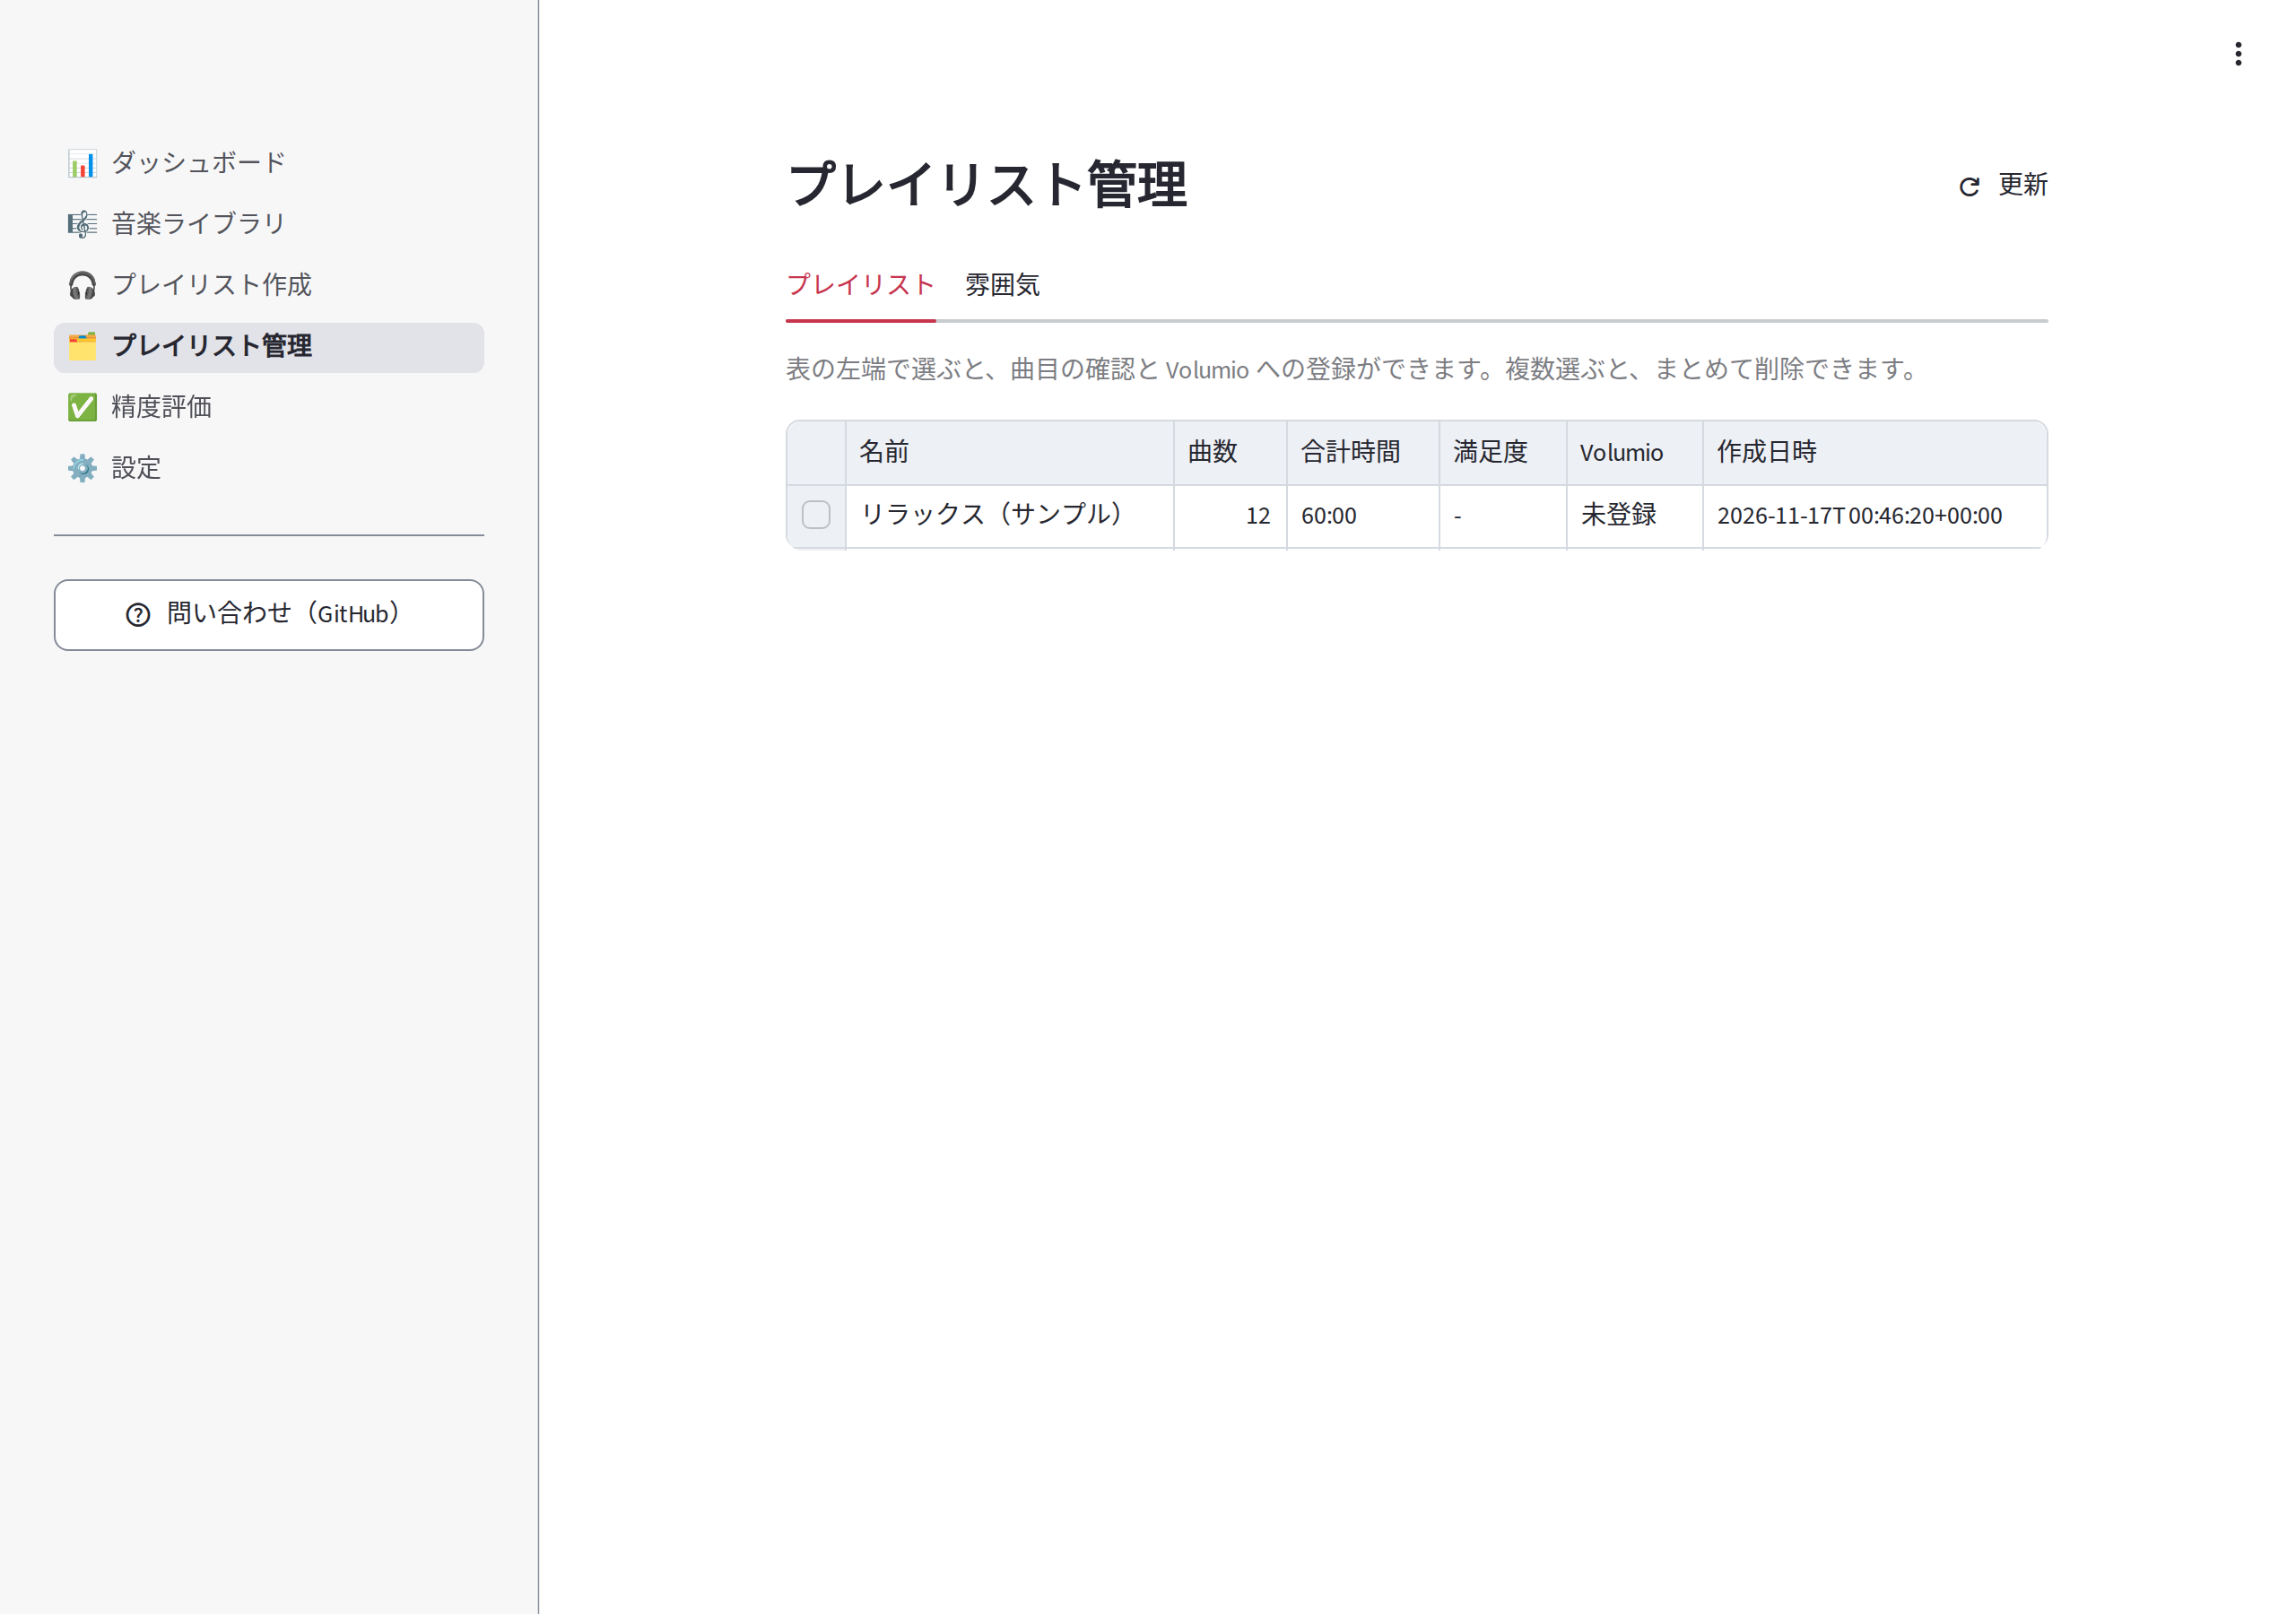 ダッシュボード
音楽ライブラリ
プレイリスト作成
プレイリスト管理
精度評価
設定
問い合わせ（GitHub）
プレイリスト管理
更新
プレイリスト 雰囲気
表の左端で選ぶと、曲目の確認と Volumio への登録ができます。複数選ぶと、まとめて削除できます。
名前 曲数 合計時間 満足度 Volumio 作成日時
リラックス（サンプル） 12 60:00 - 未登録 2026-11-17T00:46:20+00:00